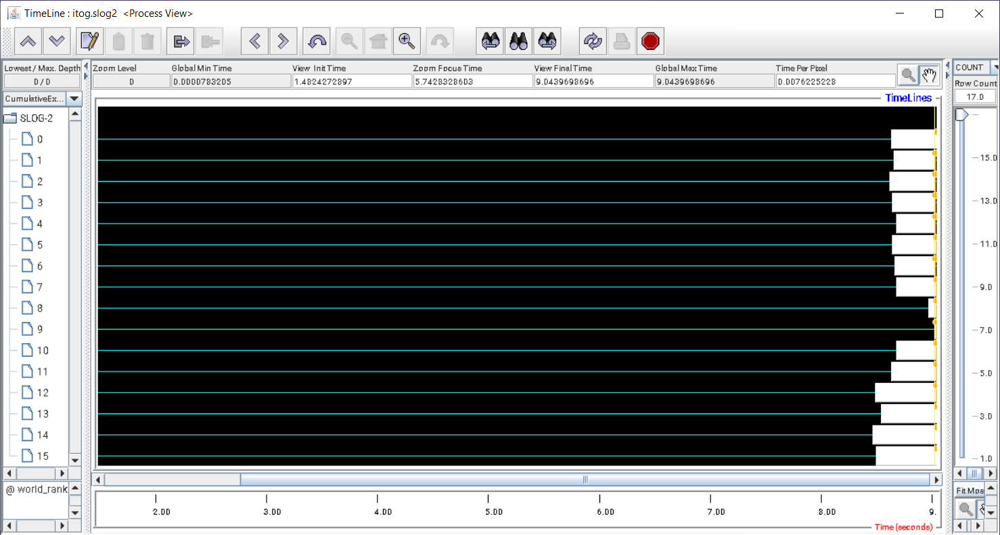 TimeLine : itog.slog2 <Process View>
Lowest / Max. Depth
0 / 0
CumulativeEx...
SLOG-2
0
1
2
3
4
5
6
7
8
9
10
11
12
13
14
15
@ world_rank
Zoom Level
0
Global Min Time
0.0000783205
View Init Time
1.4824272897
Zoom Focus Time
5.7428328603
View Final Time
9.0439698696
Global Max Time
9.0439698696
Time Per Pixel
0.0076225228
TimeLines
2.00
3.00
4.00
5.00
6.00
7.00
8.00
9.
Time (seconds)
COUNT
Row Count
17.0
15.0
13.0
11.0
9.0
7.0
5.0
3.0
1.0
Fit Mos